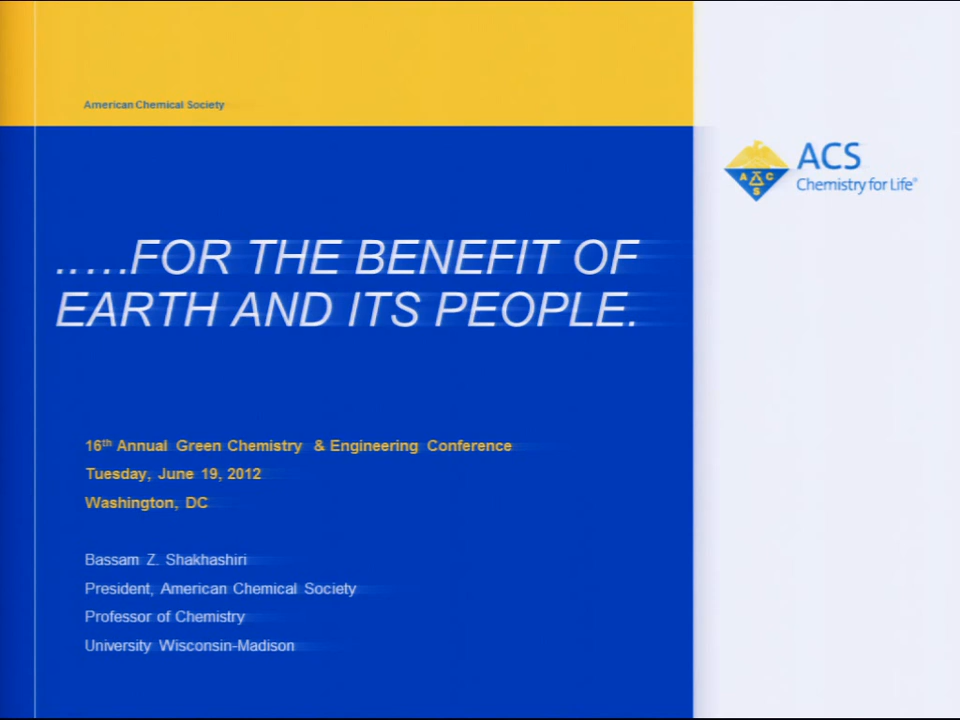 American Chemical Society
ACS
Chemistry for Life®
A C S
.....FOR THE BENEFIT OF
EARTH AND ITS PEOPLE.
16th Annual Green Chemistry & Engineering Conference
Tuesday, June 19, 2012
Washington, DC
Bassam Z. Shakhashiri
President, American Chemical Society
Professor of Chemistry
University Wisconsin-Madison